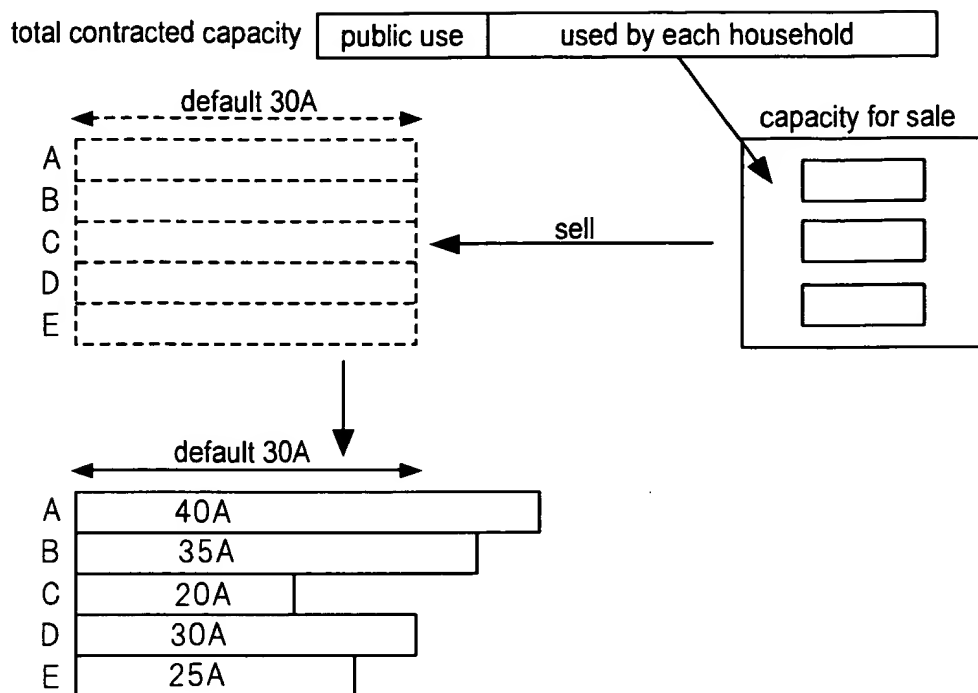 total contracted capacity public use used by each household
default 30A
capacity for sale
A
B
C
D
E
sell
default 30A
A 40A
B 35A
C 20A
D 30A
E 25A